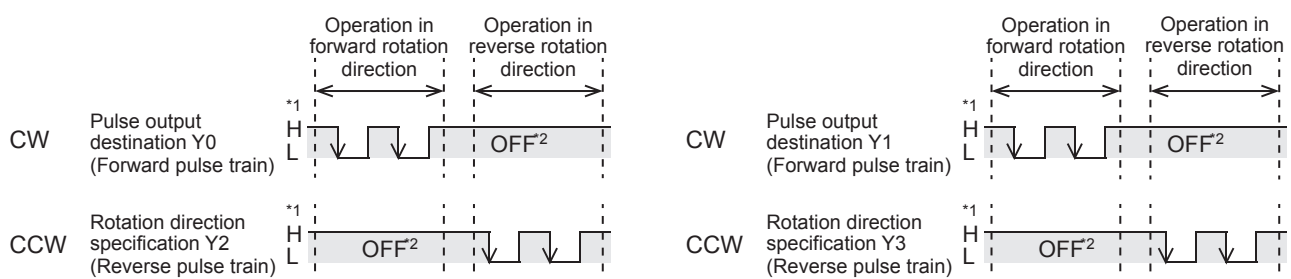 Operation in
forward rotation
direction
Operation in
reverse rotation
direction
CW
Pulse output
destination Y0
(Forward pulse train)
*1
H
L
OFF*2
CCW
Rotation direction
specification Y2
(Reverse pulse train)
*1
H
L
OFF*2
Operation in
forward rotation
direction
Operation in
reverse rotation
direction
CW
Pulse output
destination Y1
(Forward pulse train)
*1
H
L
OFF*2
CCW
Rotation direction
specification Y3
(Reverse pulse train)
*1
H
L
OFF*2